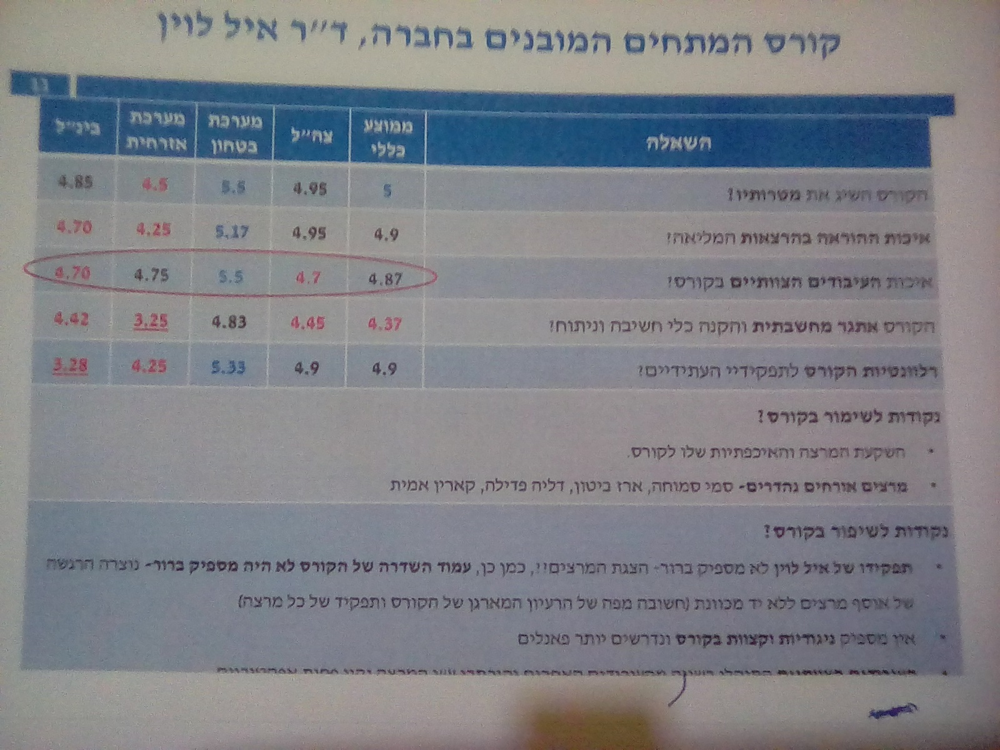 קורס המתחים המובנים בחברה, ד״ר איל לוין
השאלה ממוצע כללי צה״ל מערכת בטחון מערכת אזרחית בינ״ל
הקורס השיג את מטרותיו? 5 4.95 5.5 4.5 4.85
איכות ההוראה בהרצאות המליאה? 4.9 4.95 5.17 4.25 4.70
איכות העיבודים הצוותיים בקורס? 4.87 4.7 5.5 4.75 4.70
הקורס אתגר מחשבתית והקנה כלי חשיבה וניתוח? 4.37 4.45 4.83 3.25 4.42
רלוונטיות הקורס לתפקידיי העתידיים? 4.9 4.9 5.33 4.25 3.28
נקודות לשימור בקורס?
• השקעת המרצה והאיכפתיות שלו לקורס.
• מרצים אורחים נהדרים- סמי סמוחה, ארז ביטון, דליה פדילה, קארין אמית
נקודות לשיפור בקורס?
• תפקידו של איל לוין לא מספיק ברור- הצגת המרצים?!, כמו כן, עמוד השדרה של הקורס לא היה מספיק ברור- נוצרה הרגשה
של אוסף מרצים ללא יד מכוונת (חשובה מפה של הרעיון המארגן של הקורס ותפקיד של כל מרצה)
• אין מספיק ניגודיות וקצוות בקורס ונדרשים יותר פאנלים